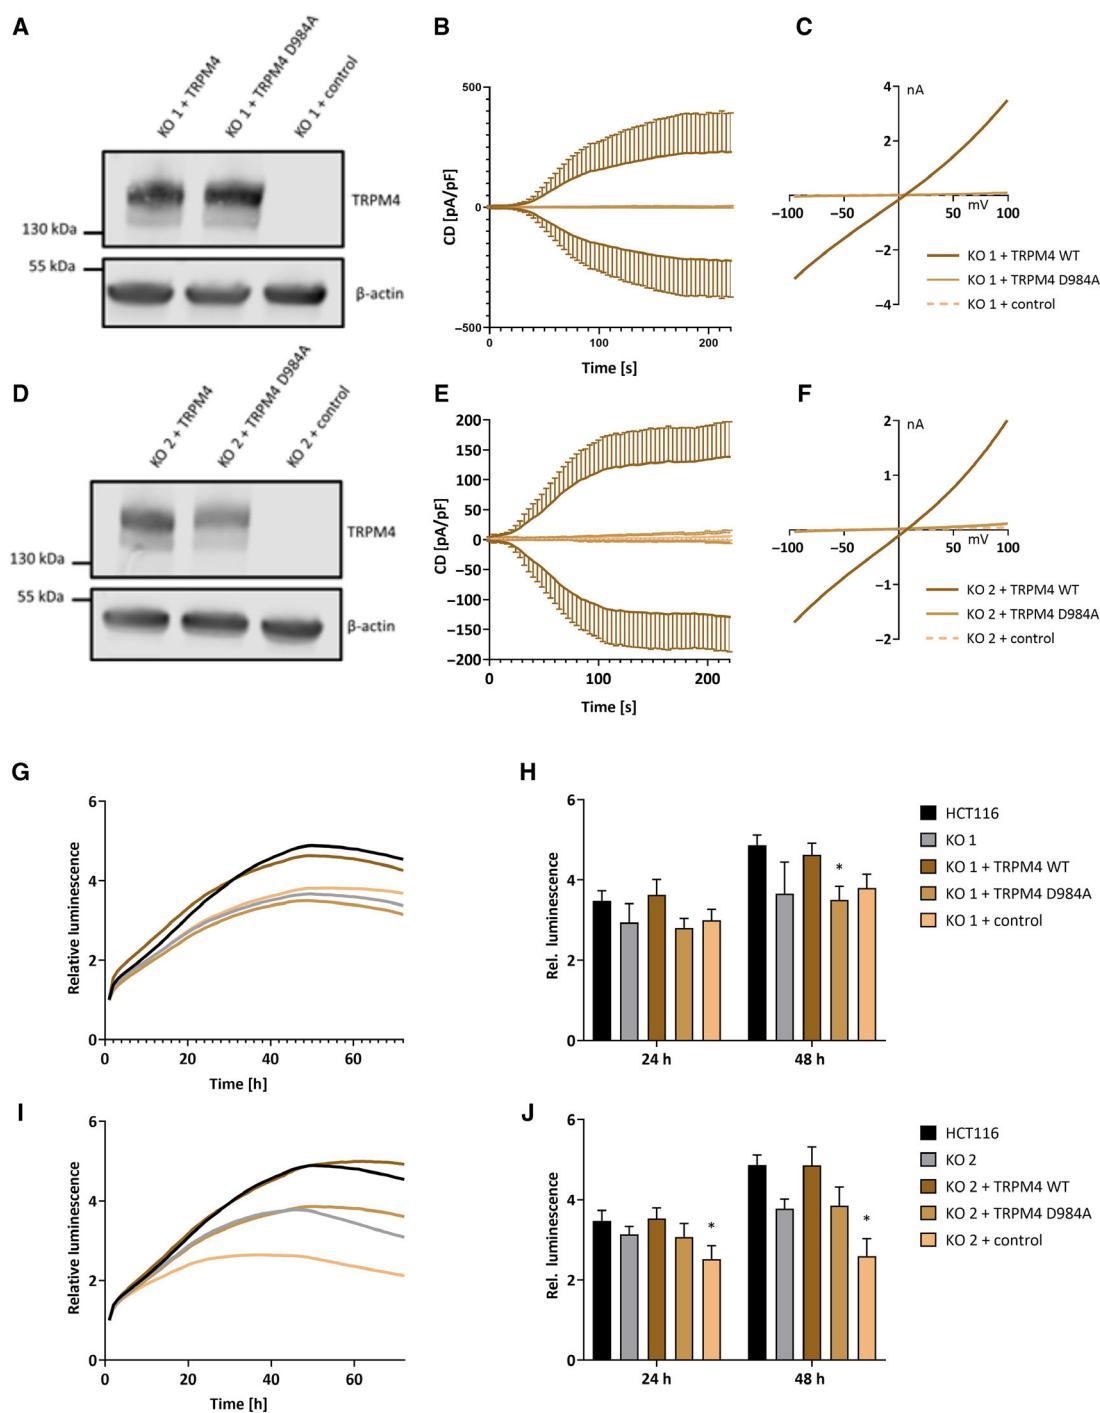 A
KO 1 + TRPM4
KO 1 + TRPM4 D984A
KO 1 + control
TRPM4
130 kDa
55 kDa
β-actin
B
500
0
−500
CD [pA/pF]
0
100
200
Time [s]
C
4
nA
2
−100
−50
0
50
mV
100
−2
−4
KO 1 + TRPM4 WT
KO 1 + TRPM4 D984A
KO 1 + control
D
KO 2 + TRPM4
KO 2 + TRPM4 D984A
KO 2 + control
TRPM4
130 kDa
55 kDa
β-actin
E
200
150
100
50
0
−50
−100
−150
−200
CD [pA/pF]
0
100
200
Time [s]
F
2
nA
1
−100
−50
0
50
mV
100
−1
−2
KO 2 + TRPM4 WT
KO 2 + TRPM4 D984A
KO 2 + control
G
6
4
2
0
Relative luminescence
0
20
40
60
Time [h]
H
6
4
2
0
Rel. luminescence
*
24 h
48 h
HCT116
KO 1
KO 1 + TRPM4 WT
KO 1 + TRPM4 D984A
KO 1 + control
I
6
4
2
0
Relative luminescence
0
20
40
60
Time [h]
J
6
4
2
0
Rel. luminescence
*
*
24 h
48 h
HCT116
KO 2
KO 2 + TRPM4 WT
KO 2 + TRPM4 D984A
KO 2 + control